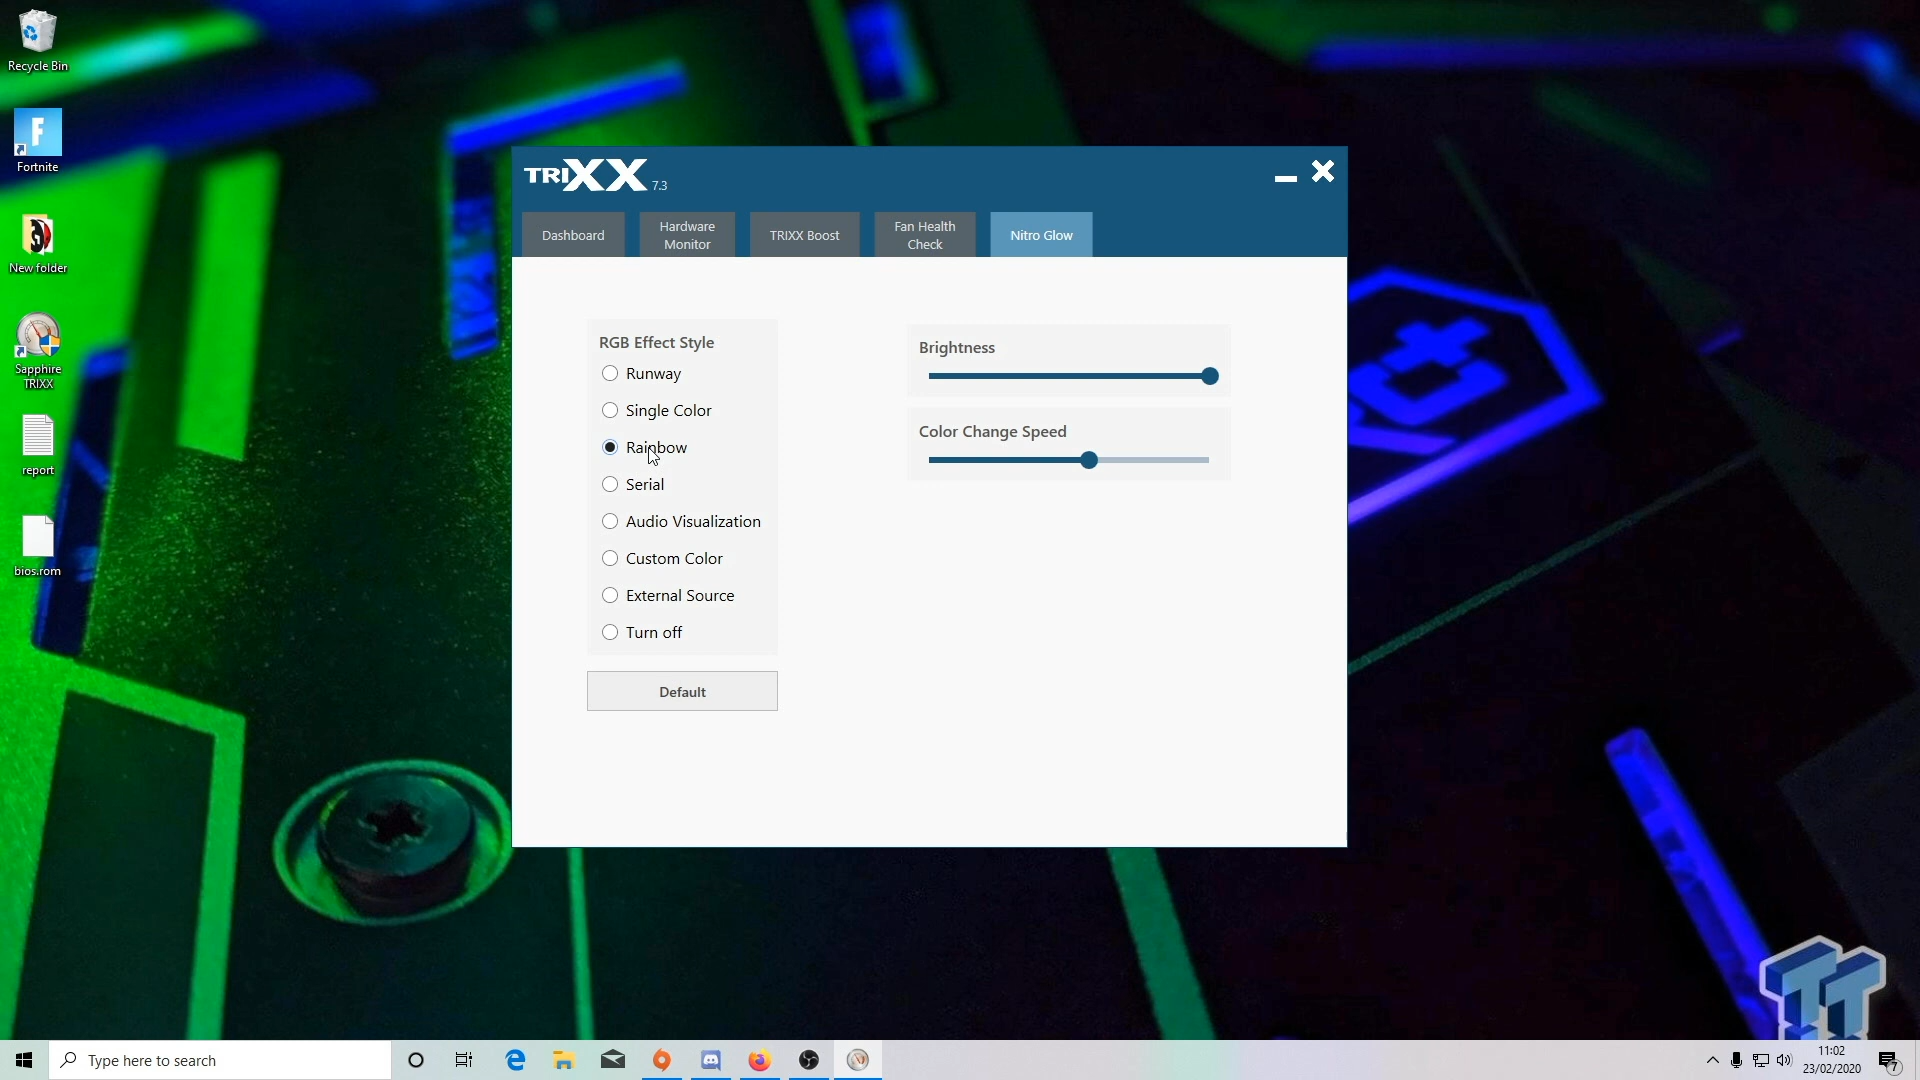 Recycle Bin
Fortnite
New folder
Sapphire
TRIXX
report
bios.rom
TRIXX 7.3
Dashboard
Hardware
Monitor
TRIXX Boost
Fan Health
Check
Nitro Glow
RGB Effect Style
Runway
Single Color
Rainbow
Serial
Audio Visualization
Custom Color
External Source
Turn off
Default
Brightness
Color Change Speed
TT
Type here to search
11:02
23/02/2020
7